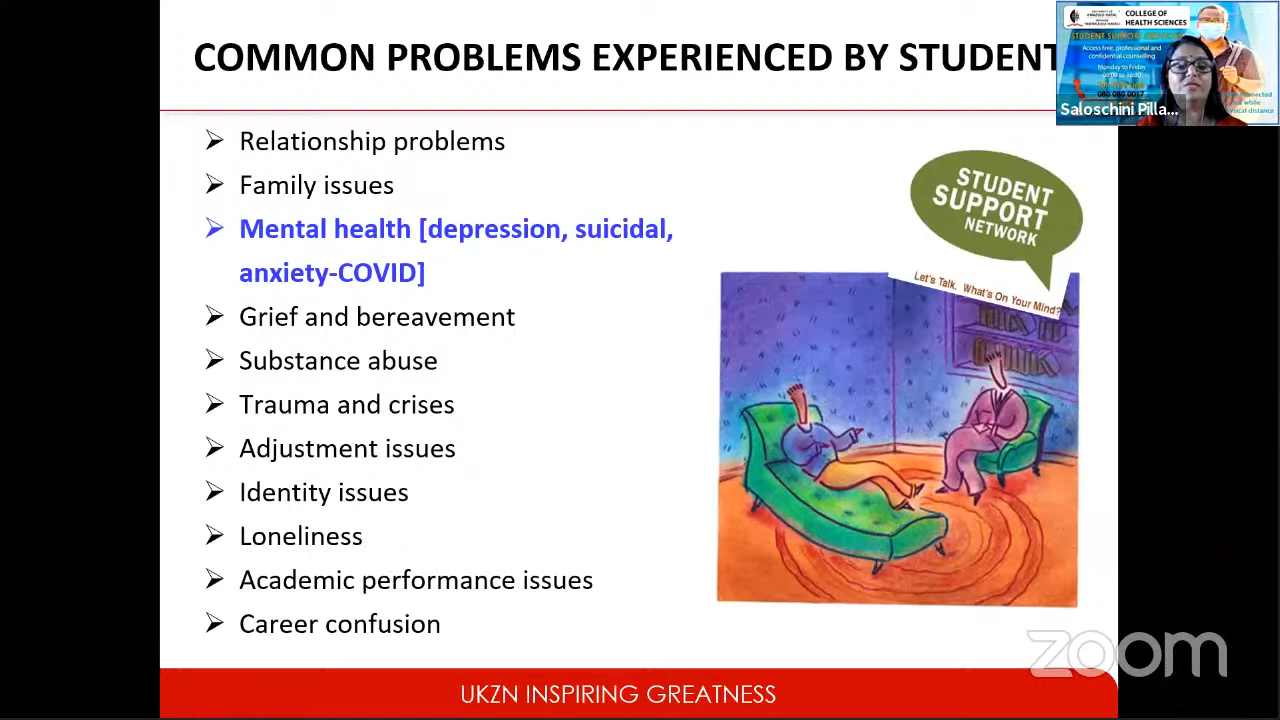 COMMON PROBLEMS EXPERIENCED BY STUDENT
Relationship problems
Family issues
Mental health [depression, suicidal,
anxiety-COVID]
Grief and bereavement
Substance abuse
Trauma and crises
Adjustment issues
Identity issues
Loneliness
Academic performance issues
Career confusion
STUDENT
SUPPORT
NETWORK
Let's Talk. What's On Your Mind?
UKZN INSPIRING GREATNESS
zoom
COLLEGE OF
HEALTH SCIENCES
STUDENT SUPPORT SERVICES
Access free, professional and
confidential counselling
Monday to Friday
080 080 0017
Saloschini Pilla...